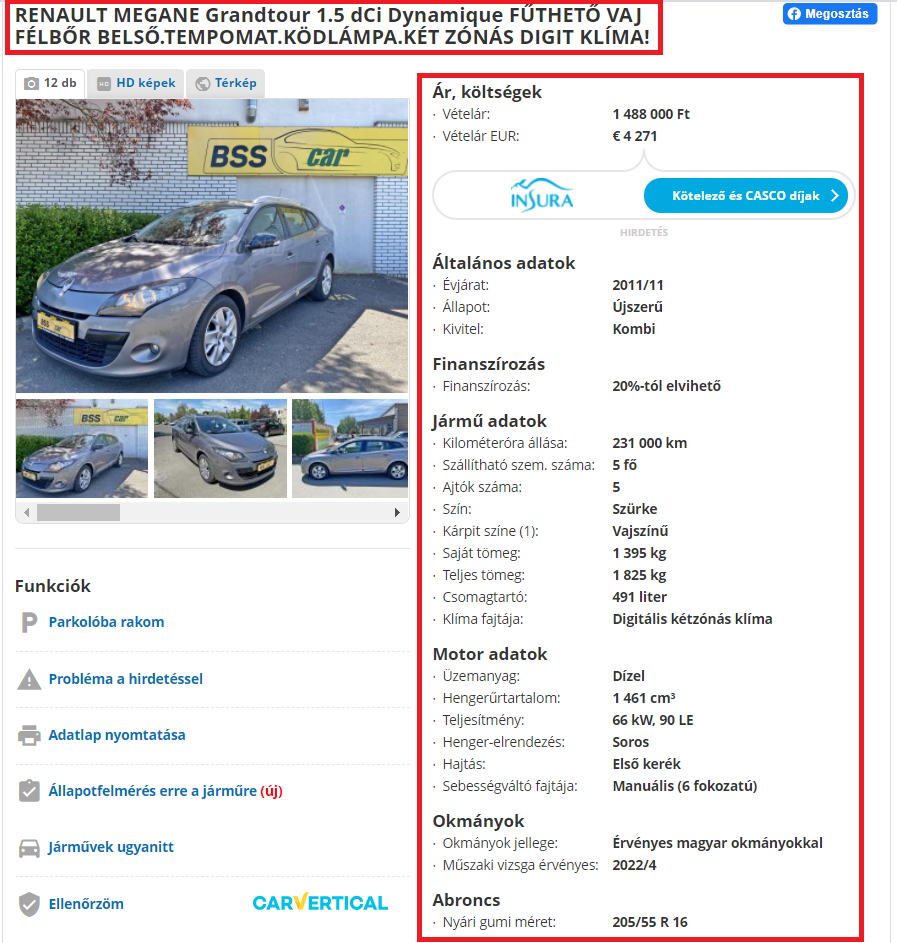 RENAULT MEGANE Grandtour 1.5 dCi Dynamique FŰTHETŐ VAJ
FÉLBŐR BELSŐ.TEMPOMAT.KÖDLÁMPA.KÉT ZÓNÁS DIGIT KLÍMA!
Megosztás
12 db
HD képek
Térkép
BSS car
BSS car
BSS car
Funkciók
Parkolóba rakom
Probléma a hirdetéssel
Adatlap nyomtatása
Állapotfelmérés erre a járműre (új)
Járművek ugyanitt
Ellenőrzöm
CARVERTICAL
Ár, költségek
· Vételár: 1 488 000 Ft
· Vételár EUR: € 4 271
INSURA
Kötelező és CASCO díjak
HIRDETÉS
Általános adatok
· Évjárat: 2011/11
· Állapot: Újszerű
· Kivitel: Kombi
Finanszírozás
· Finanszírozás: 20%-tól elvihető
Jármű adatok
· Kilométeróra állása: 231 000 km
· Szállítható szem. száma: 5 fő
· Ajtók száma: 5
· Szín: Szürke
· Kárpit színe (1): Vajszínű
· Saját tömeg: 1 395 kg
· Teljes tömeg: 1 825 kg
· Csomagtartó: 491 liter
· Klíma fajtája: Digitális kétzónás klíma
Motor adatok
· Üzemanyag: Dízel
· Hengerűrtartalom: 1 461 cm³
· Teljesítmény: 66 kW, 90 LE
· Henger-elrendezés: Soros
· Hajtás: Első kerék
· Sebességváltó fajtája: Manuális (6 fokozatú)
Okmányok
· Okmányok jellege: Érvényes magyar okmányokkal
· Műszaki vizsga érvényes: 2022/4
Abroncs
· Nyári gumi méret: 205/55 R 16